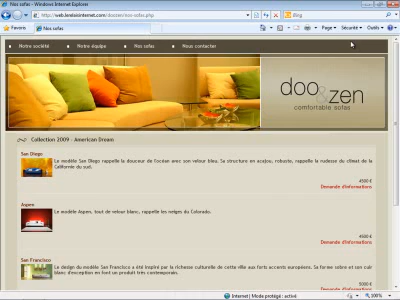 Nos sofas - Windows Internet Explorer
http://web.lereloisinternet.com/doozen/nos-sofas.php
Bing
Favoris
Nos sofas
Page
Sécurité
Outils
Notre société
Notre équipe
Nos sofas
Nous contacter
doo&zen
comfortable sofas
Collection 2009 - American Dream
San Diego
Le modèle San Diego rappelle la douceur de l'océan avec son velour bleu. Sa structure en acajou, robuste, rappelle la rudesse du climat de la
Californie du sud.
4500 €
Demande d'informations
Aspen
Le modèle Aspen, tout de velour blanc, rappelle les neiges du Colorado.
4500 €
Demande d'informations
San Francisco
Le design du modèle San Francisco a été inspiré par la richesse culturelle de cette ville aux forts accents européens. Sa forme sobre et son cuir
blanc d'exception en font un produit très contemporain.
5000 €
Demande d'informations
Internet | Mode protégé : activé
100%